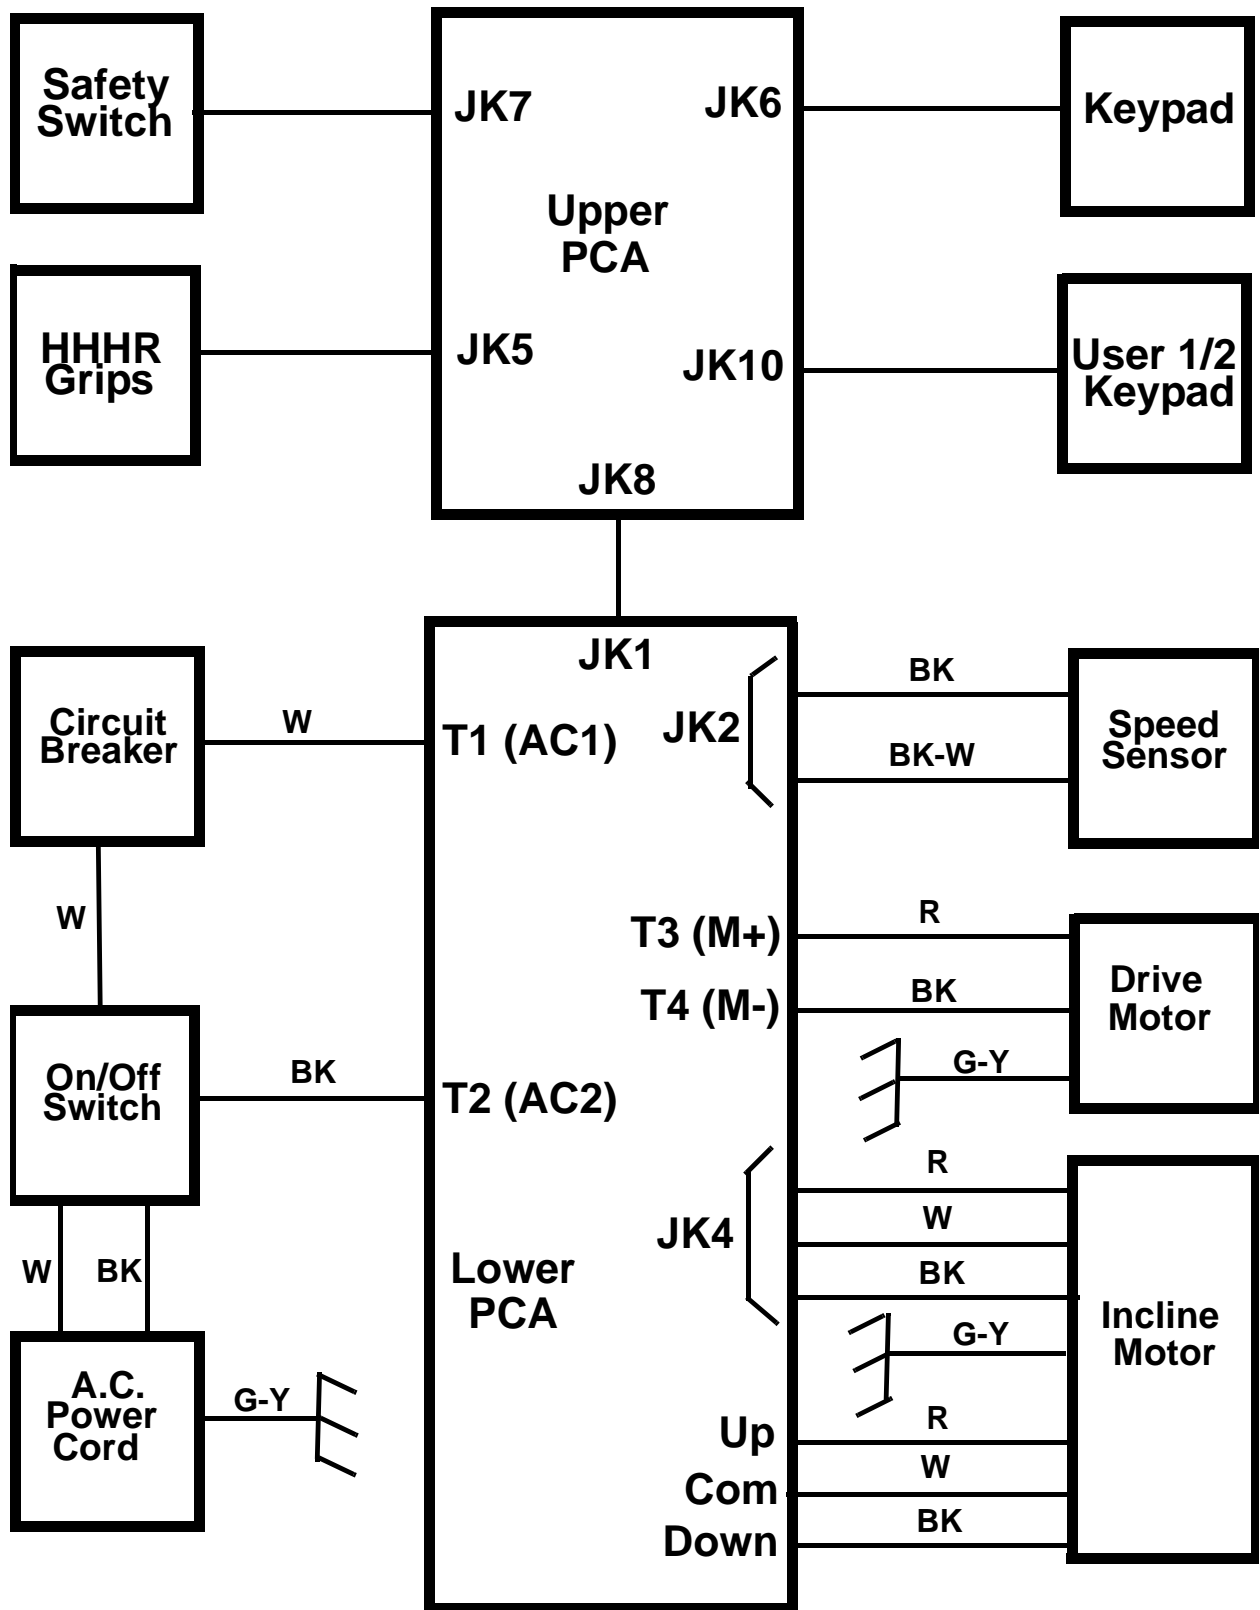 Safety
Switch
JK7
JK6
Keypad
Upper
PCA
HHHR
Grips
JK5
JK10
User 1/2
Keypad
JK8
JK1
Circuit
Breaker
W
T1 (AC1)
JK2
BK
BK-W
Speed
Sensor
W
T3 (M+)
R
T4 (M-)
BK
G-Y
Drive
Motor
On/Off
Switch
BK
T2 (AC2)
W
BK
Lower
PCA
JK4
R
W
BK
G-Y
Incline
Motor
A.C.
Power
Cord
G-Y
Up
R
Com
W
Down
BK